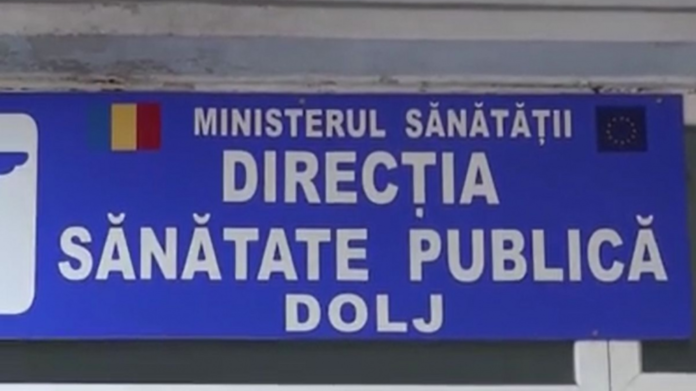 MINISTERUL SĂNĂTĂȚII
DIRECȚIA
SĂNĂTATE PUBLICĂ
DOLJ